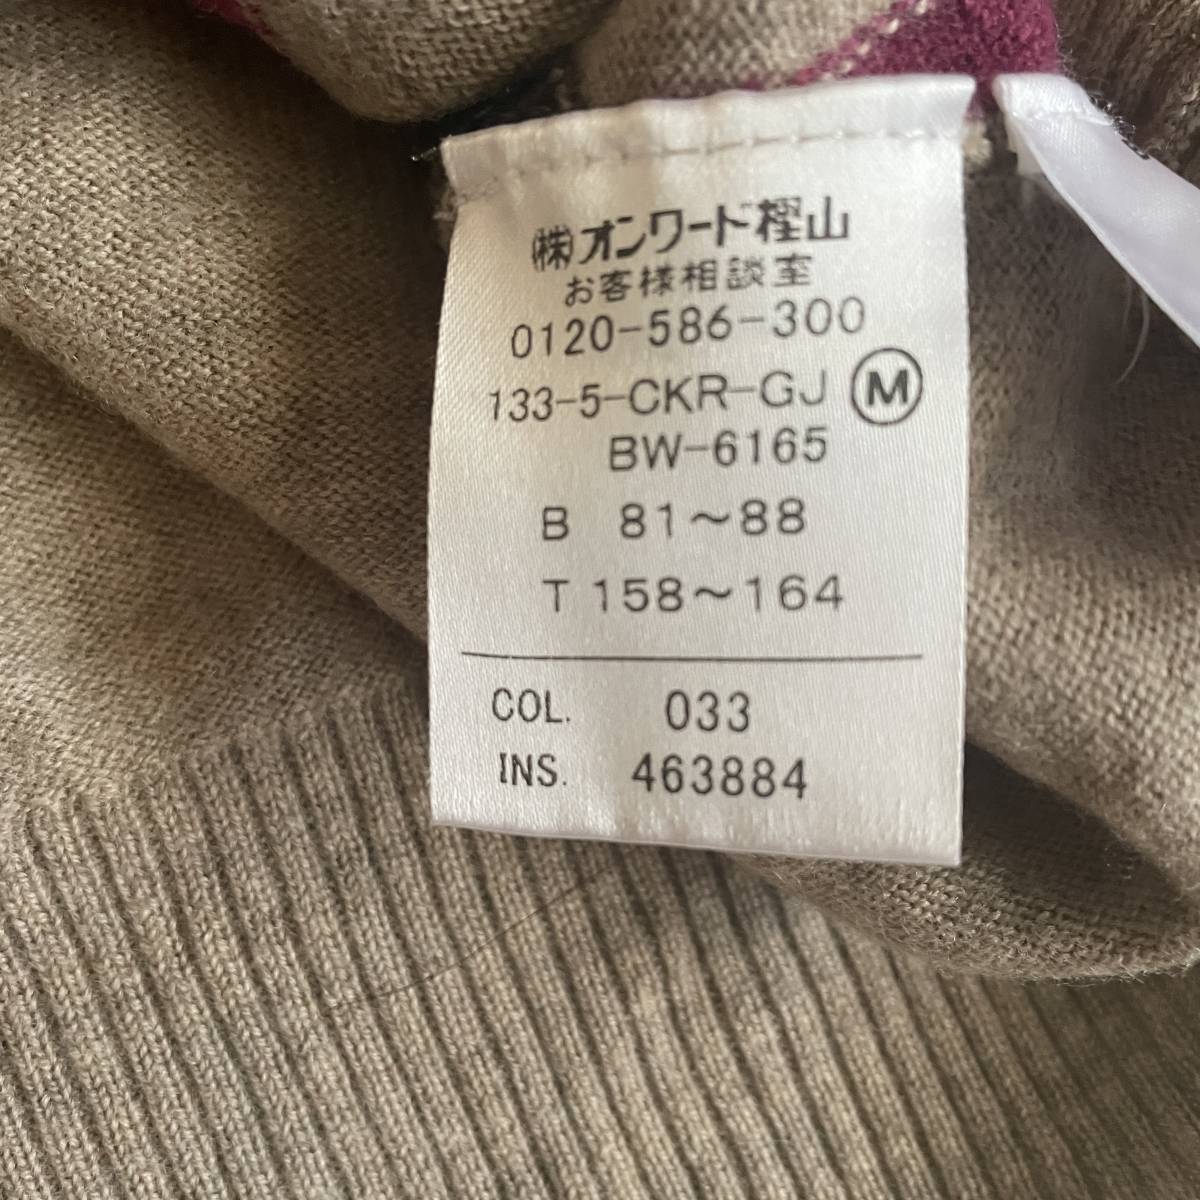 (株)オンワード樫山
お客様相談室
0120-586-300
133-5-CKR-GJ Ⓜ
BW-6165
B 81〜88
T 158〜164
COL. 033
INS. 463884